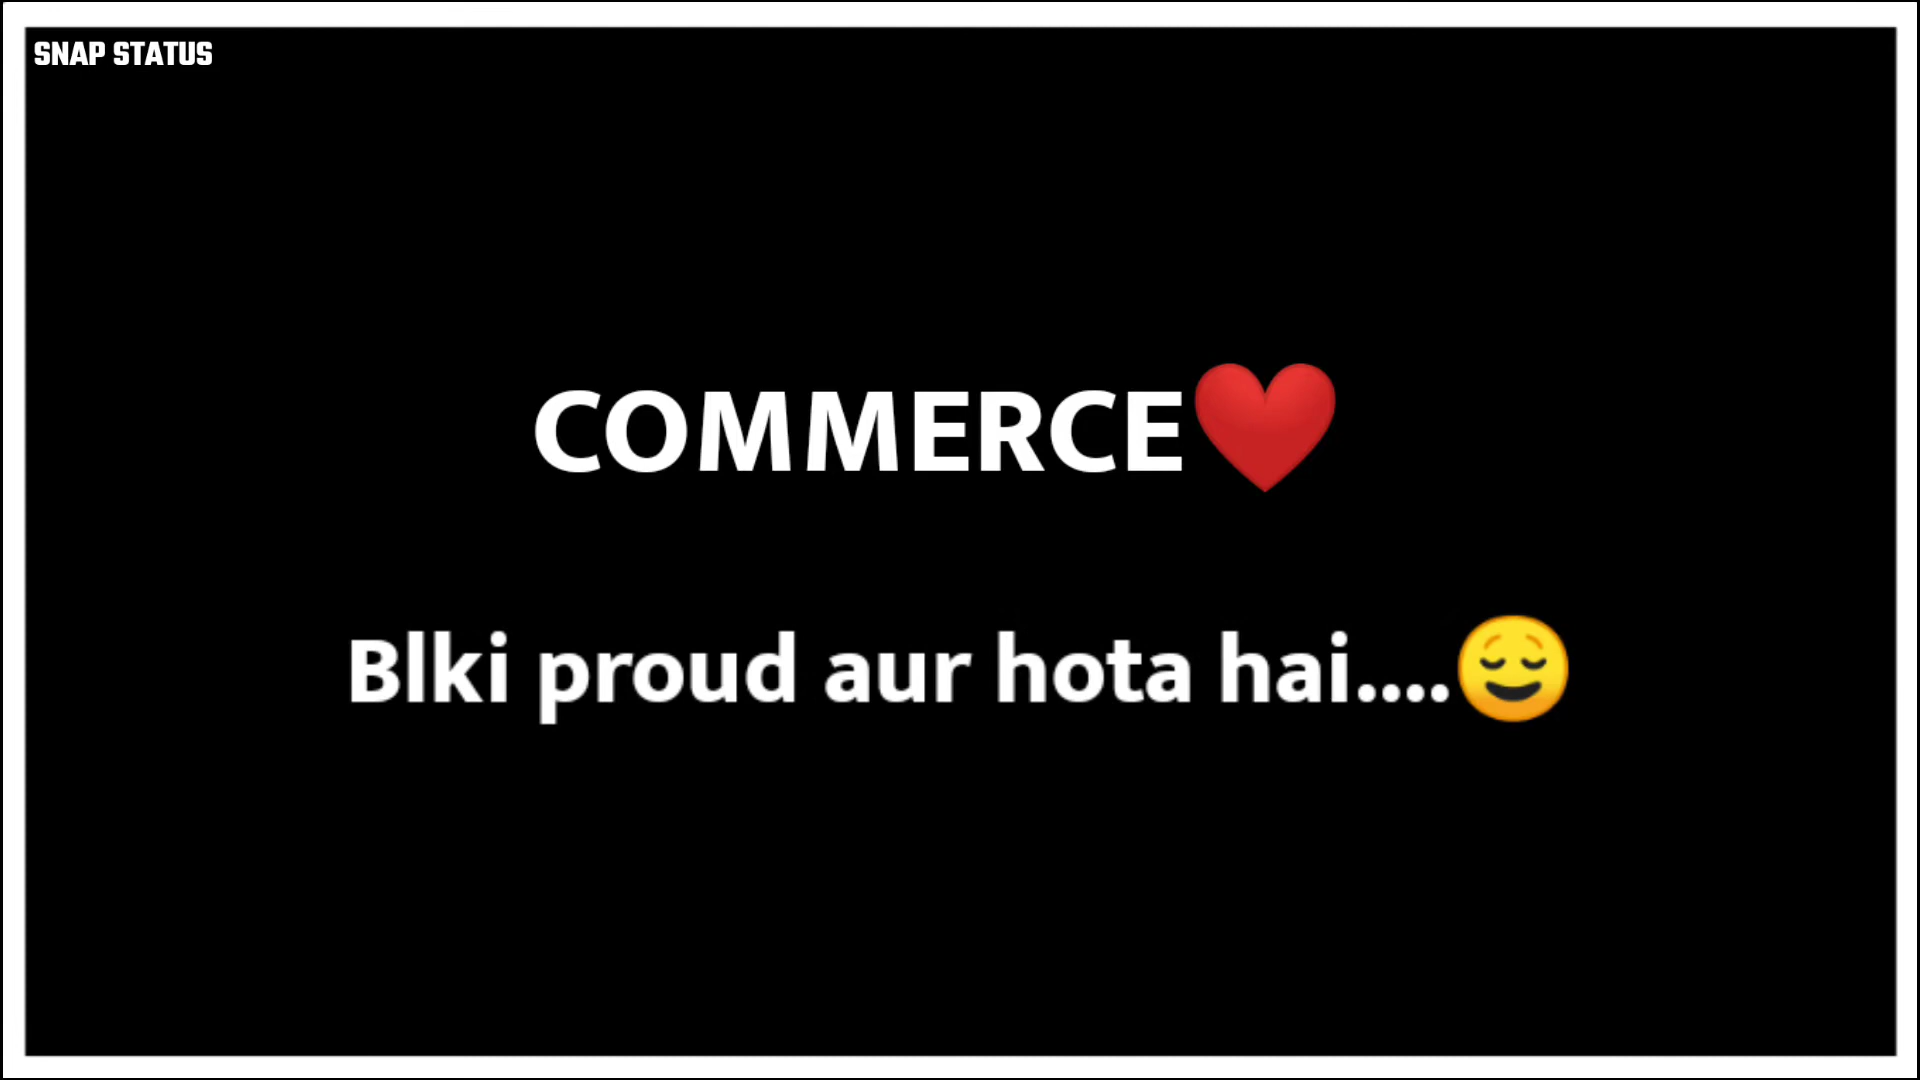 SNAP STATUS
COMMERCE❤️
Blki proud aur hota hai....😌